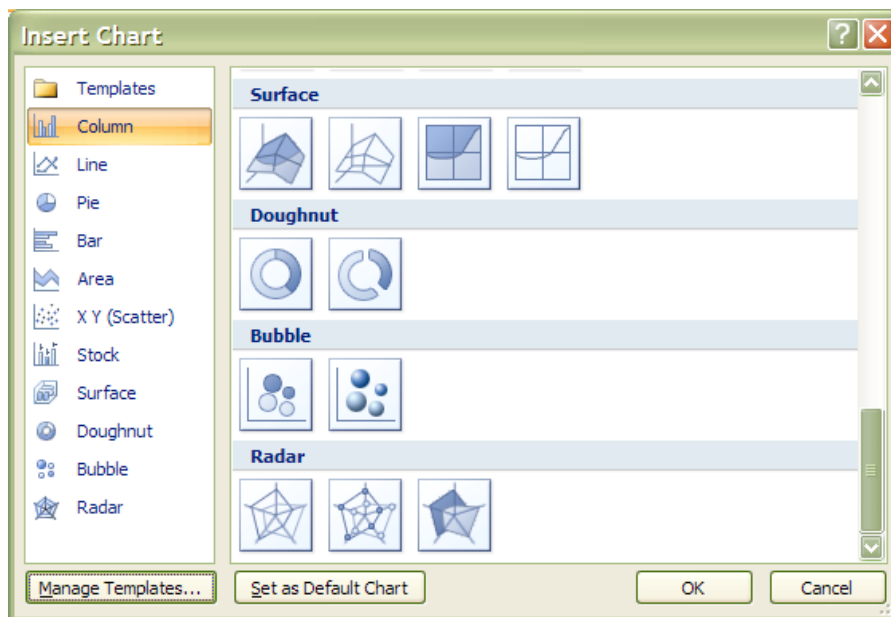 Insert Chart
Templates
Column
Line
Pie
Bar
Area
X Y (Scatter)
Stock
Surface
Doughnut
Bubble
Radar
Surface
Doughnut
Bubble
Radar
Manage Templates...
Set as Default Chart
OK
Cancel